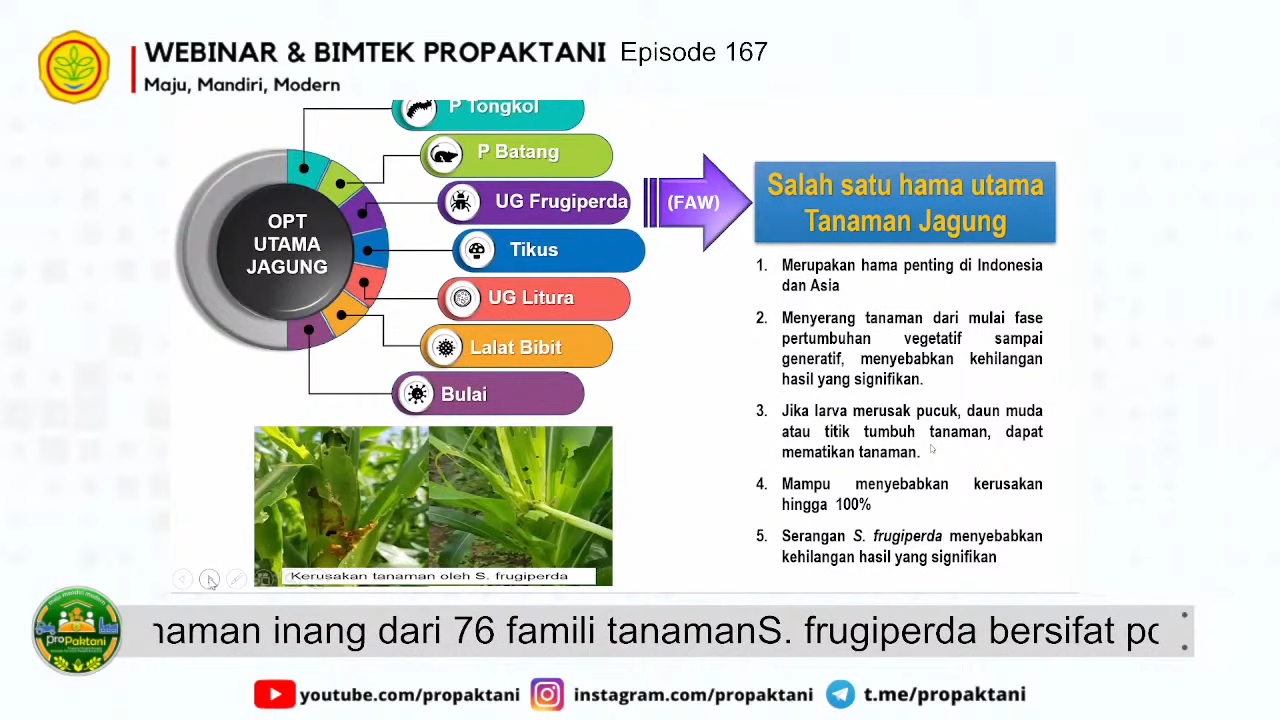 WEBINAR & BIMTEK PROPAKTANI Episode 167
Maju, Mandiri, Modern
P Tongkol
P Batang
UG Frugiperda
Tikus
UG Litura
Lalat Bibit
Bulai
OPT
UTAMA
JAGUNG
(FAW)
Salah satu hama utama
Tanaman Jagung
1. Merupakan hama penting di Indonesia
dan Asia
2. Menyerang tanaman dari mulai fase
pertumbuhan vegetatif sampai
generatif, menyebabkan kehilangan
hasil yang signifikan.
3. Jika larva merusak pucuk, daun muda
atau titik tumbuh tanaman, dapat
mematikan tanaman.
4. Mampu menyebabkan kerusakan
hingga 100%
5. Serangan S. frugiperda menyebabkan
kehilangan hasil yang signifikan
Kerusakan tanaman oleh S. frugiperda
proPaktani
naman inang dari 76 famili tanamanS. frugiperda bersifat po
youtube.com/propaktani
instagram.com/propaktani
t.me/propaktani